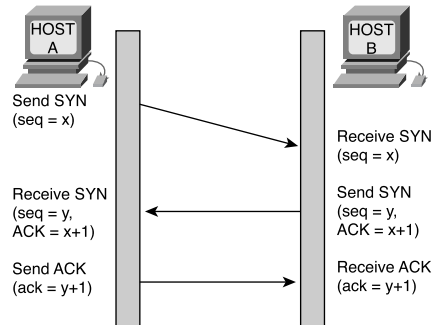 HOST
A
HOST
B
Send SYN
(seq = x)
Receive SYN
(seq = x)
Receive SYN
(seq = y,
ACK = x+1)
Send SYN
(seq = y,
ACK = x+1)
Send ACK
(ack = y+1)
Receive ACK
(ack = y+1)